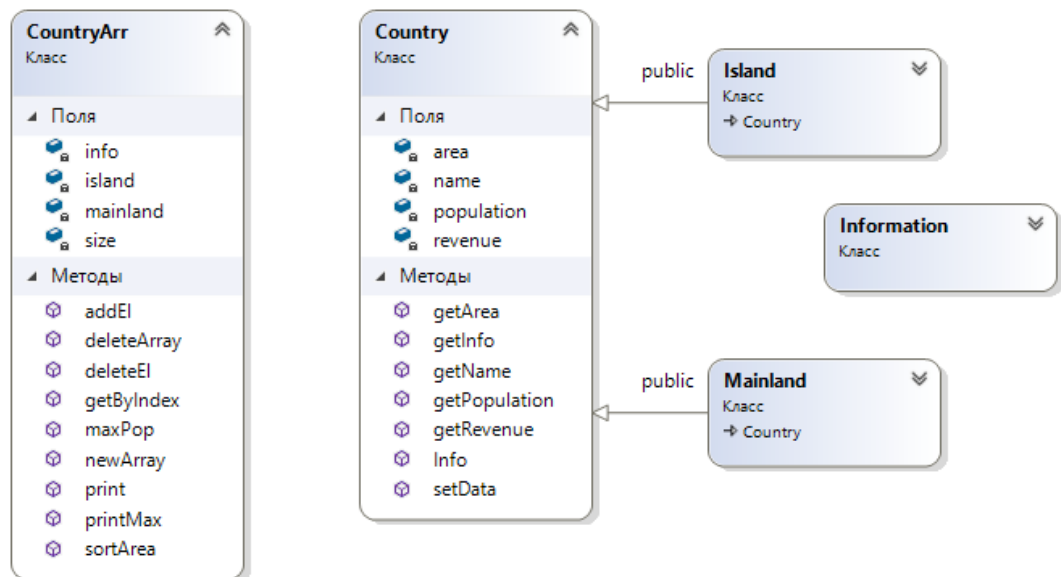 CountryArr
Класс
Поля
info
island
mainland
size
Методы
addEl
deleteArray
deleteEl
getByIndex
maxPop
newArray
print
printMax
sortArea
Country
Класс
Поля
area
name
population
revenue
Методы
getArea
getInfo
getName
getPopulation
getRevenue
Info
setData
public
Island
Класс
Country
Information
Класс
public
Mainland
Класс
Country